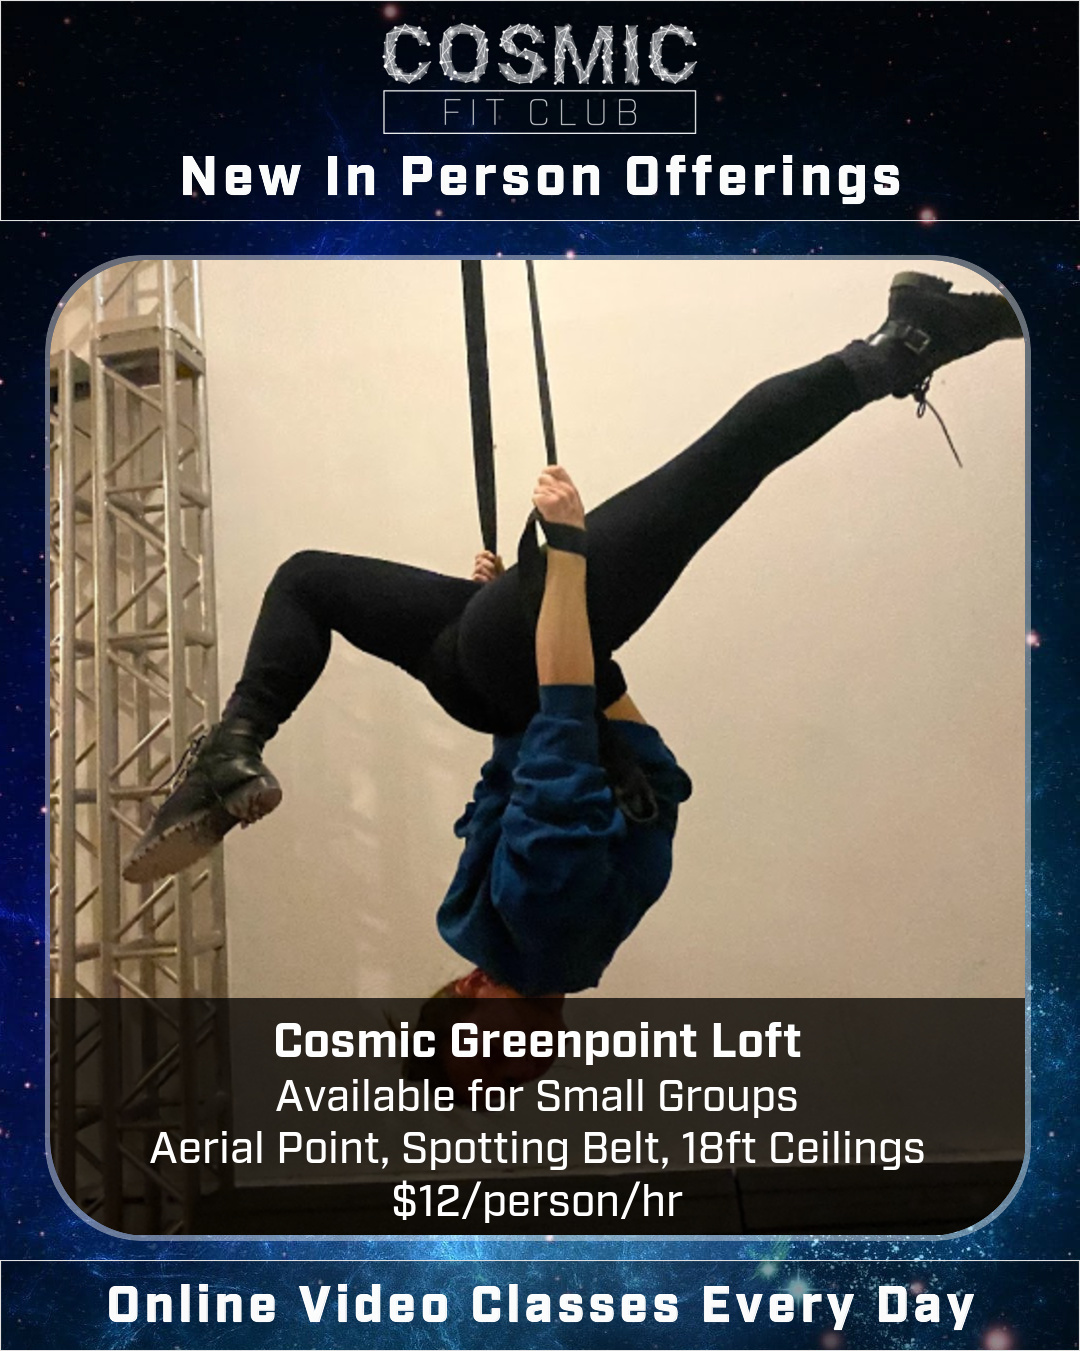 COSMIC
FIT CLUB
New In Person Offerings
Cosmic Greenpoint Loft
Available for Small Groups
Aerial Point, Spotting Belt, 18ft Ceilings
$12/person/hr
Online Video Classes Every Day